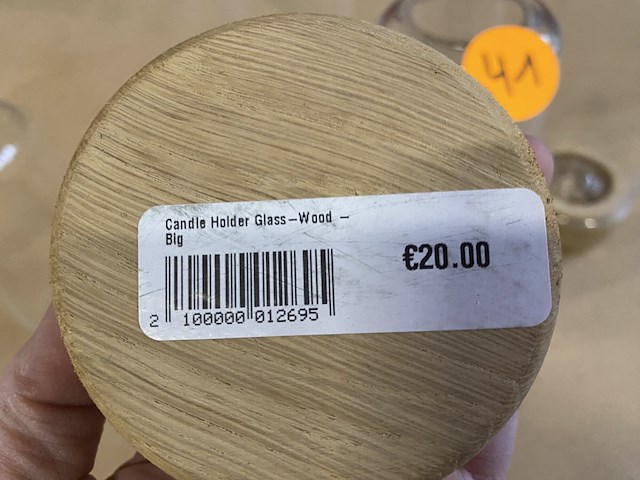 41
Candle Holder Glass-Wood -
Big
€20.00
2 100000 012695